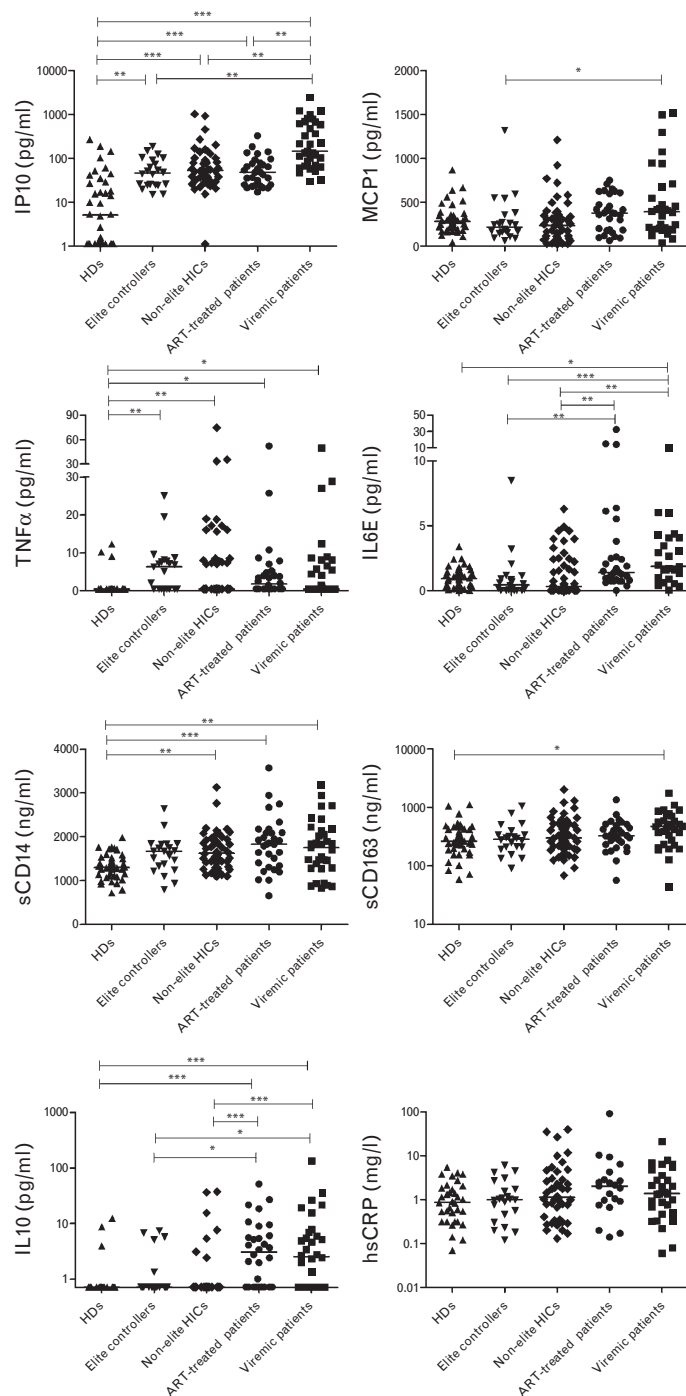 ***
*** **
*** **
** **
10000
1000
100
10
1
IP10 (pg/ml)
HDs
Elite controllers
Non-elite HICs
ART-treated patients
Viremic patients
*
2000
1500
1000
500
0
MCP1 (pg/ml)
HDs
Elite controllers
Non-elite HICs
ART-treated patients
Viremic patients
*
*
**
**
90
60
30
30
20
10
0
TNFα (pg/ml)
HDs
Elite controllers
Non-elite HICs
ART-treated patients
Viremic patients
*
***
**
**
**
50
30
10
10
5
0
IL6E (pg/ml)
HDs
Elite controllers
Non-elite HICs
ART-treated patients
Viremic patients
**
***
**
4000
3000
2000
1000
0
sCD14 (ng/ml)
HDs
Elite controllers
Non-elite HICs
ART-treated patients
Viremic patients
*
10000
1000
100
10
sCD163 (ng/ml)
HDs
Elite controllers
Non-elite HICs
ART-treated patients
Viremic patients
***
***
***
***
*
*
1000
100
10
1
IL10 (pg/ml)
HDs
Elite controllers
Non-elite HICs
ART-treated patients
Viremic patients
100
10
1
0.1
0.01
hsCRP (mg/l)
HDs
Elite controllers
Non-elite HICs
ART-treated patients
Viremic patients